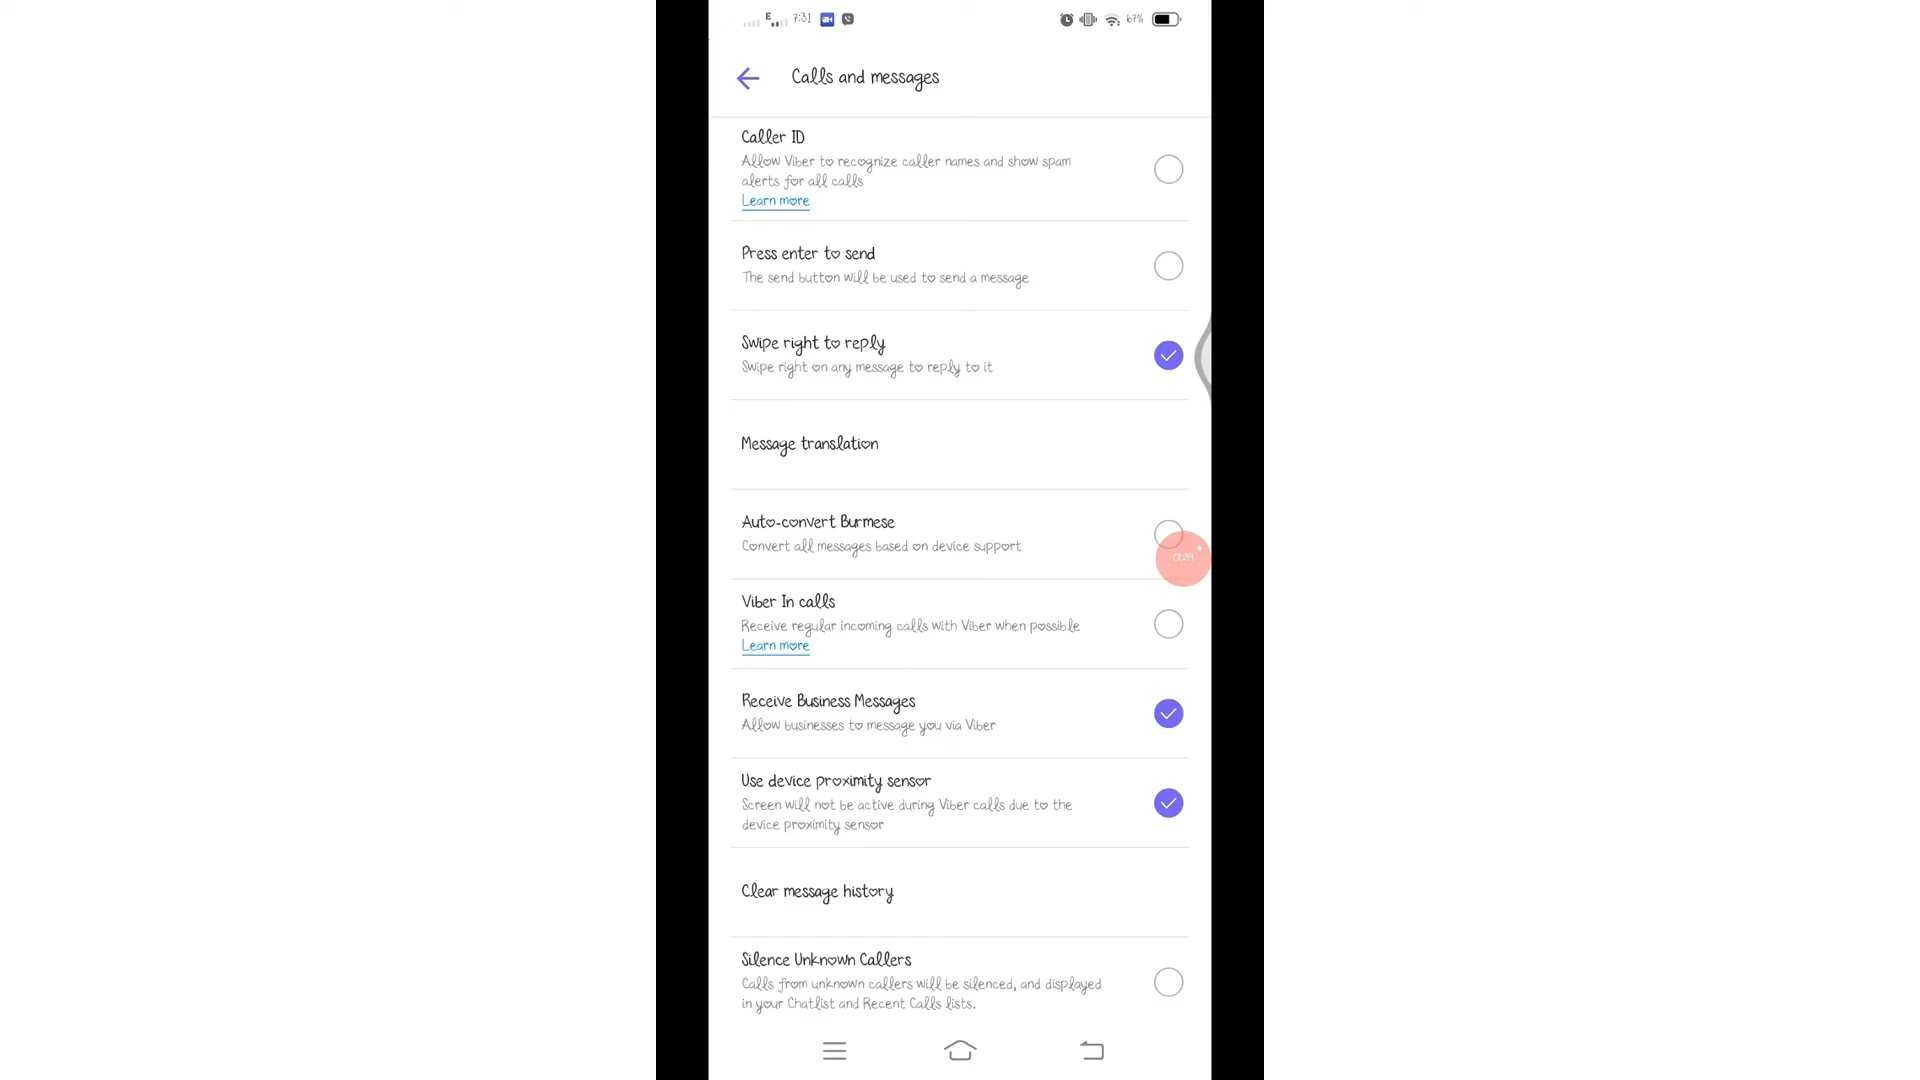 E 7:31 67%
Calls and messages
Caller ID
Allow Viber to recognize caller names and show spam
alerts for all calls
Learn more
Press enter to send
The send button will be used to send a message
Swipe right to reply
Swipe right on any message to reply to it
Message translation
Auto-convert Burmese
Convert all messages based on device support
01:39
Viber In calls
Receive regular incoming calls with Viber when possible
Learn more
Receive Business Messages
Allow businesses to message you via Viber
Use device proximity sensor
Screen will not be active during Viber calls due to the
device proximity sensor
Clear message history
Silence Unknown Callers
Calls from unknown callers will be silenced, and displayed
in your Chatlist and Recent Calls lists.